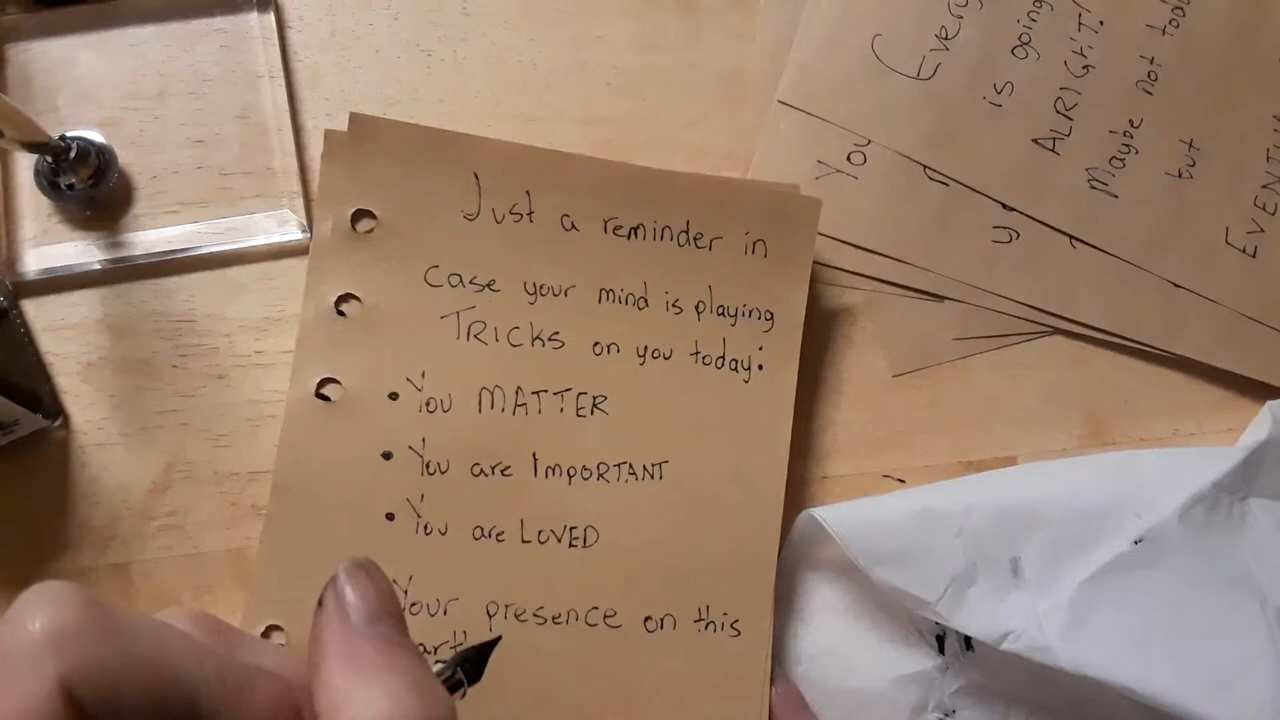 Just a reminder in
case your mind is playing
TRICKS on you today:
• You MATTER
• You are IMPORTANT
• You are LOVED
Your presence on this
is going
ALRIGHT!
Maybe not
but
You
y